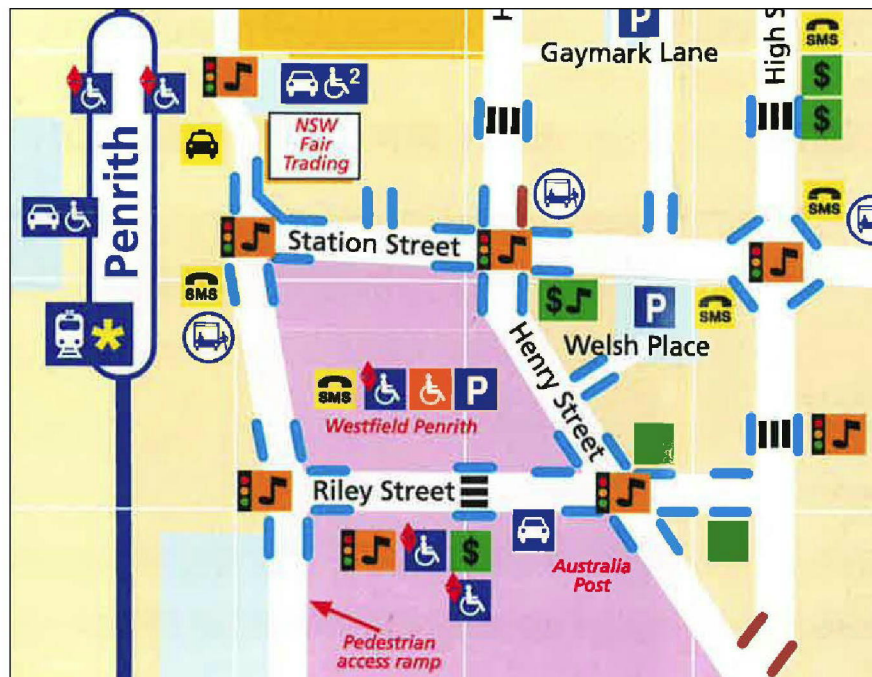 H
P
Gaymark Lane
High S
SMS
$
$
2
NSW
Fair
Trading
Penrith
SMS
Station Street
SMS
$
P
SMS
Welsh Place
Henry Street
SMS
P
Westfield Penrith
Riley Street
$
Australia
Post
Pedestrian
access ramp